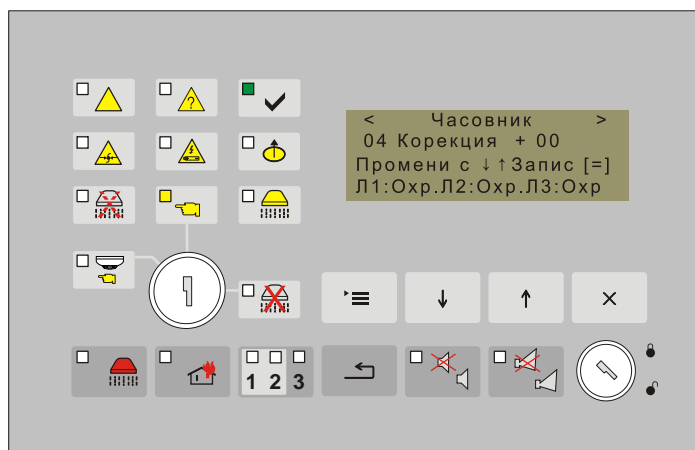 ?
< Часовник >
04 Корекция + 00
Промени с ↓↑Запис [=]
Л1:Охр.Л2:Охр.Л3:Охр
1 2 3